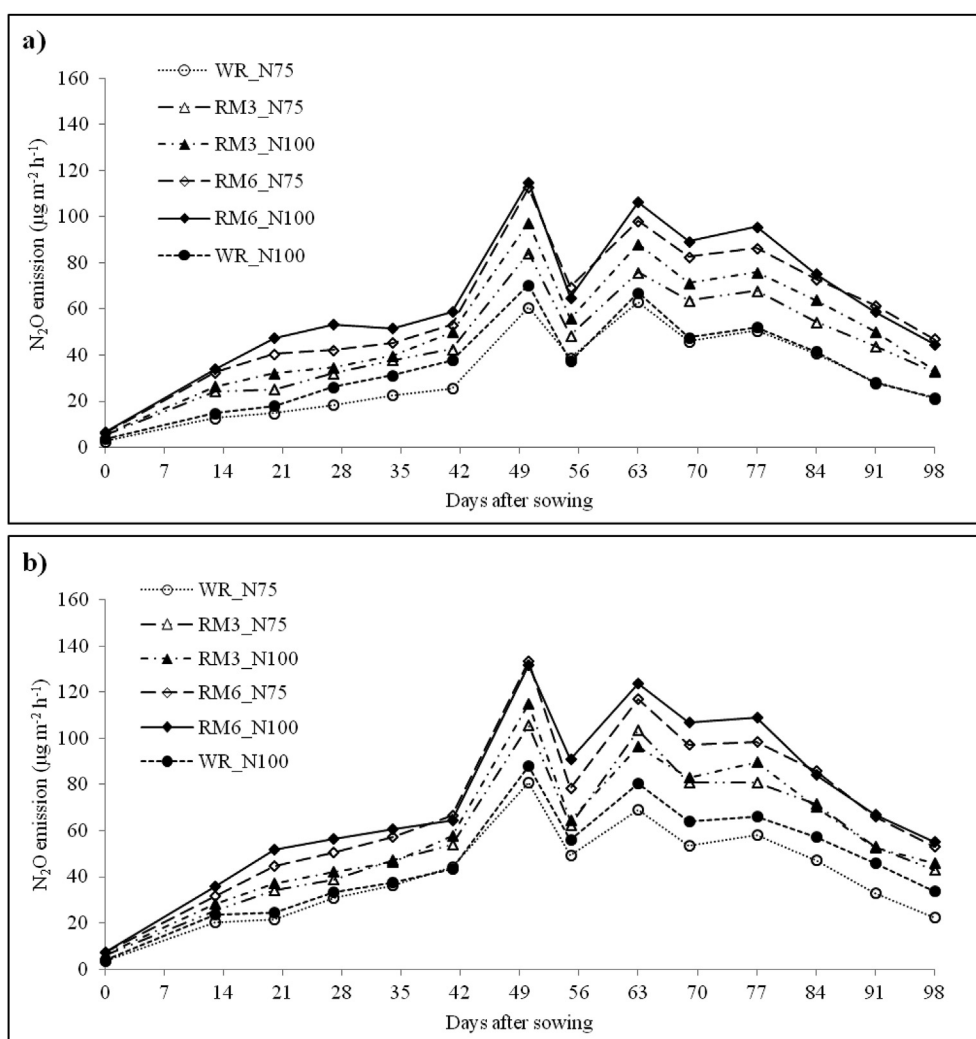 a)
160
140
120
100
80
60
40
20
0
N₂O emission (µg m⁻² h⁻¹)
WR_N75
RM3_N75
RM3_N100
RM6_N75
RM6_N100
WR_N100
0 7 14 21 28 35 42 49 56 63 70 77 84 91 98
Days after sowing
b)
160
140
120
100
80
60
40
20
0
N₂O emission (µg m⁻² h⁻¹)
WR_N75
RM3_N75
RM3_N100
RM6_N75
RM6_N100
WR_N100
0 7 14 21 28 35 42 49 56 63 70 77 84 91 98
Days after sowing